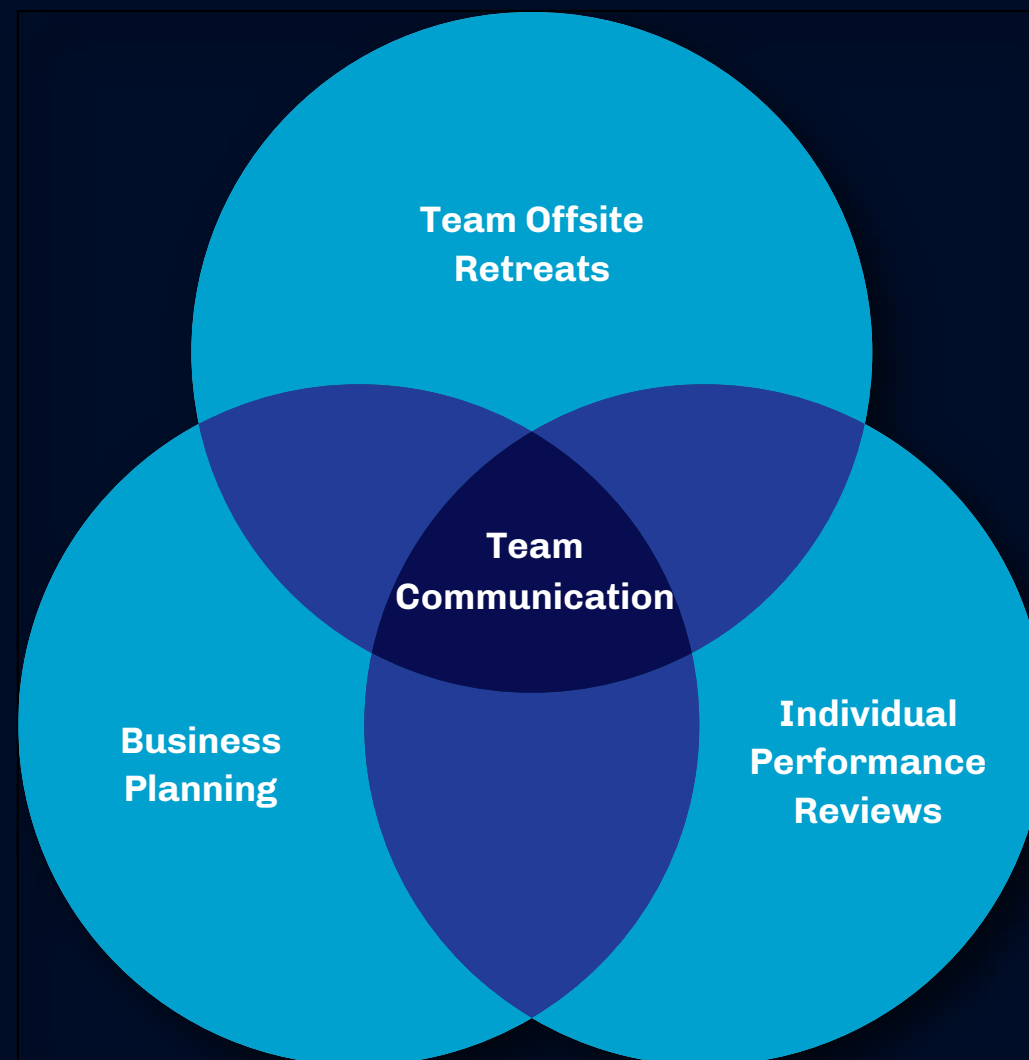 Team Offsite
Retreats
Team
Communication
Business
Planning
Individual
Performance
Reviews